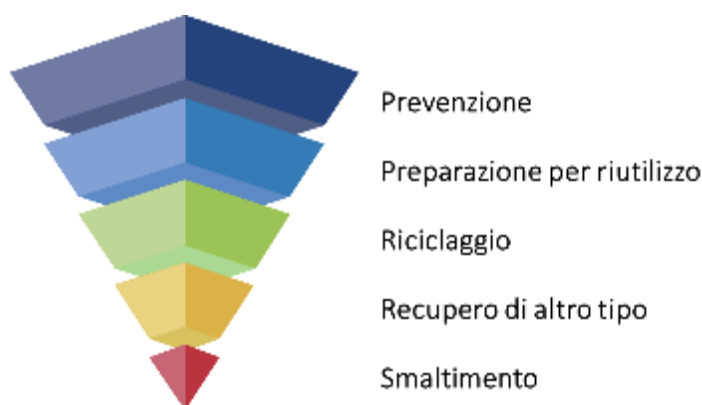 Prevenzione
Preparazione per riutilizzo
Riciclaggio
Recupero di altro tipo
Smaltimento